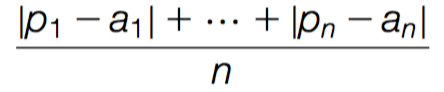 |p₁ − a₁| + ⋯ + |pₙ − aₙ|
n